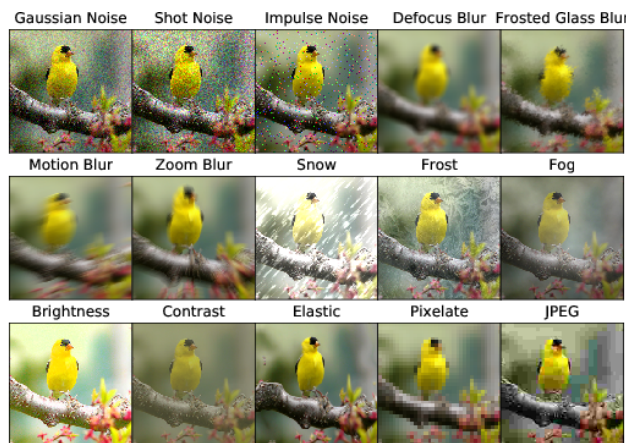 Gaussian Noise Shot Noise Impulse Noise Defocus Blur Frosted Glass Blur
Motion Blur Zoom Blur Snow Frost Fog
Brightness Contrast Elastic Pixelate JPEG